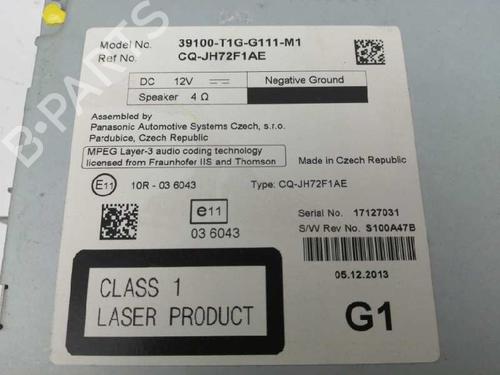 Model No. 39100-T1G-G111-M1
Ref No. CQ-JH72F1AE
DC 12V Negative Ground
Speaker 4 Ω
Assembled by
Panasonic Automotive Systems Czech, s.r.o.
Pardubice, Czech Republic
MPEG Layer-3 audio coding technology
licensed from Fraunhofer IIS and Thomson
Made in Czech Republic
E11 10R - 03 6043 Type: CQ-JH72F1AE
e11
03 6043
Serial No. 17127031
S/W Rev No. S100A47B
05.12.2013
CLASS 1
LASER PRODUCT
G1
B-PARTS